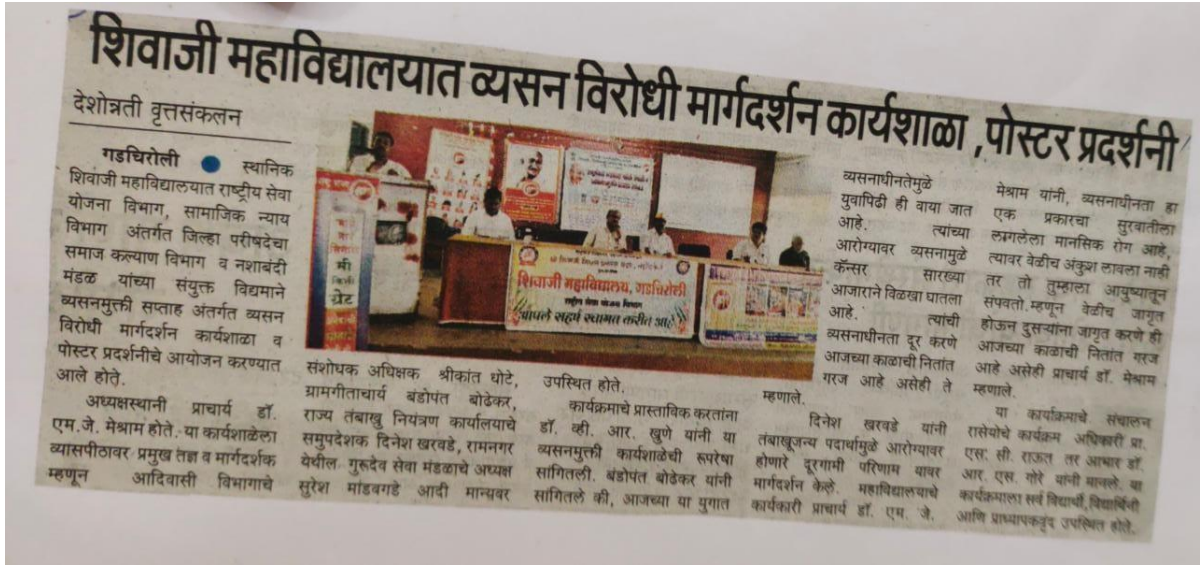 शिवाजी महाविद्यालयात व्यसन विरोधी मार्गदर्शन कार्यशाळा ,पोस्टर प्रदर्शनी
देशोन्नती वृत्तसंकलन
गडचिरोली स्थानिक
शिवाजी महाविद्यालयात राष्ट्रीय सेवा
योजना विभाग, सामाजिक न्याय
विभाग अंतर्गत जिल्हा परीषदेचा
समाज कल्याण विभाग व नशाबंदी
मंडळ यांच्या संयुक्त विद्यमाने
व्यसनमुक्ती सप्ताह अंतर्गत व्यसन
विरोधी मार्गदर्शन कार्यशाळा व
पोस्टर प्रदर्शनीचे आयोजन करण्यात
आले होते.
अध्यक्षस्थानी प्राचार्य डॉ.
एम.जे. मेश्राम होते. या कार्यशाळेला
व्यासपीठावर प्रमुख तज्ञ व मार्गदर्शक
म्हणून आदिवासी विभागाचे
शिवाजी महाविद्यालय, गडचिरोली
राष्ट्रीय सेवा योजना विभाग
आपले सहर्ष स्वागत करीत आहे
संशोधक अधिक्षक श्रीकांत धोटे,
ग्रामगीताचार्य बंडोपंत बोढेकर,
राज्य तंबाखु नियंत्रण कार्यालयाचे
समुपदेशक दिनेश खरवडे, रामनगर
येथील गुरूदेव सेवा मंडळाचे अध्यक्ष
सुरेश मांडवगडे आदी मान्यवर
उपस्थित होते.
कार्यक्रमाचे प्रास्ताविक करतांना
डॉ. व्ही. आर. खुणे यांनी या
व्यसनमुक्ती कार्यशाळेची रूपरेषा
सांगितली. बंडोपंत बोढेकर यांनी
सांगितले की, आजच्या या युगात
व्यसनाधीनतेमुळे
युवापिढी ही वाया जात
आहे. त्यांच्या
आरोग्यावर व्यसनामुळे
कॅन्सर सारख्या
आजाराने विळखा घातला
आहे. त्यांची
व्यसनाधीनता दूर करणे
आजच्या काळाची नितांत
गरज आहे असेही ते
म्हणाले.
दिनेश खरवडे यांनी
तंबाखूजन्य पदार्थामुळे आरोग्यावर
होणारे दूरगामी परिणाम यावर
मार्गदर्शन केले. महाविद्यालयाचे
कार्यकारी प्राचार्य डॉ. एम. जे.
मेश्राम यांनी, व्यसनाधीनता हा
एक प्रकारचा सुरवातीला
लागलेला मानसिक रोग आहे,
त्यावर वेळीच अंकुश लावला नाही
तर तो तुम्हाला आयुष्यातून
संपवतो.म्हणून वेळीच जागृत
होऊन दुसऱ्यांना जागृत करणे ही
आजच्या काळाची नितांत गरज
आहे असेही प्राचार्य डॉ. मेश्राम
म्हणाले.
या कार्यक्रमाचे संचालन
रासेयोचे कार्यक्रम अधिकारी प्रा.
एस. सी. राऊत तर आभार डॉ.
आर. एस. गोरे यांनी मानले. या
कार्यक्रमाला सर्व विद्यार्थी,विद्यार्थिनी
आणि प्राध्यापकवृंद उपस्थित होते.